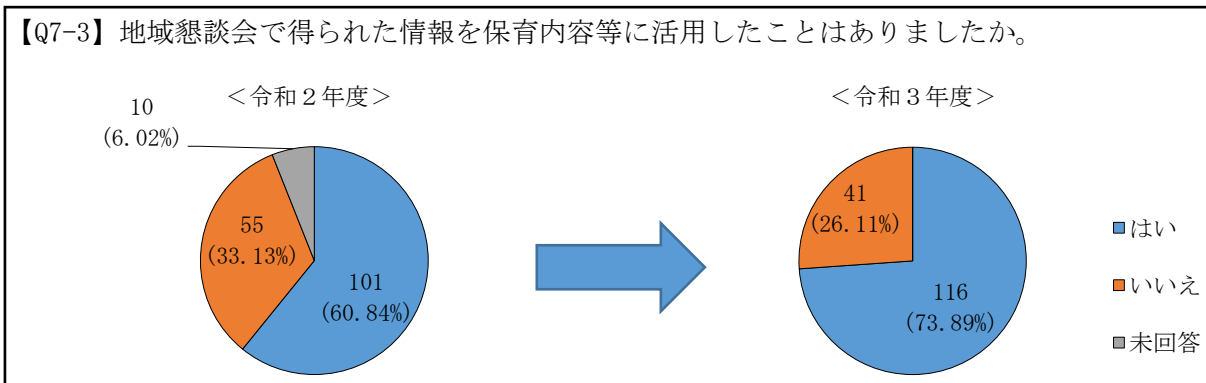 【Q7-3】地域懇談会で得られた情報を保育内容等に活用したことはありましたか。
＜令和２年度＞
10
(6.02%)
55
(33.13%)
101
(60.84%)
＜令和３年度＞
41
(26.11%)
116
(73.89%)
はい
いいえ
未回答